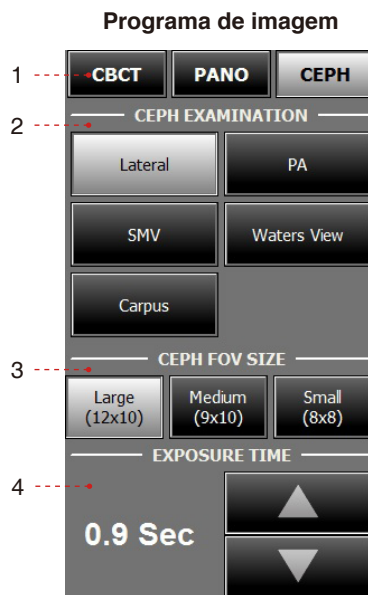 Programa de imagem
1
CBCT PANO CEPH
2
CEPH EXAMINATION
Lateral PA
SMV Waters View
Carpus
3
CEPH FOV SIZE
Large Medium Small
(12x10) (9x10) (8x8)
EXPOSURE TIME
4
0.9 Sec